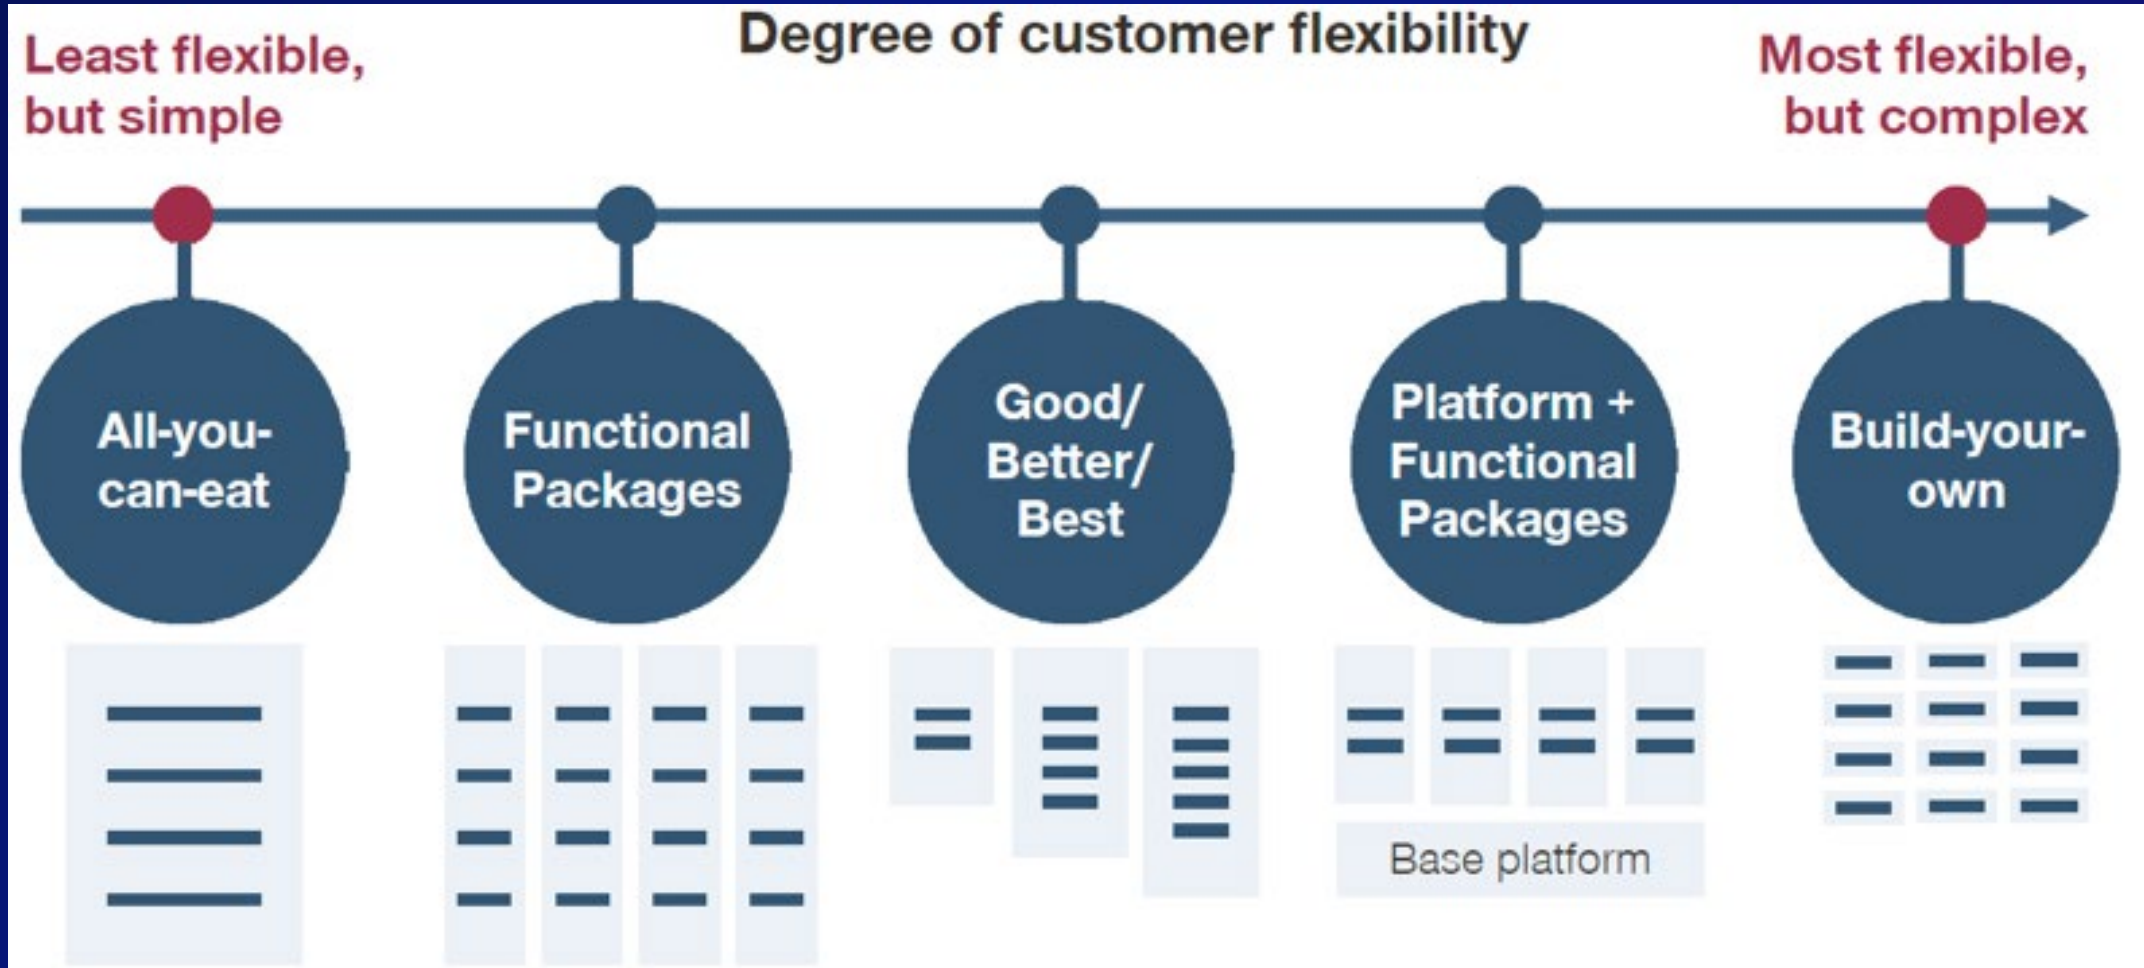 Degree of customer flexibility
Least flexible,
but simple
Most flexible,
but complex
All-you-
can-eat
Functional
Packages
Good/
Better/
Best
Platform +
Functional
Packages
Build-your-
own
Base platform